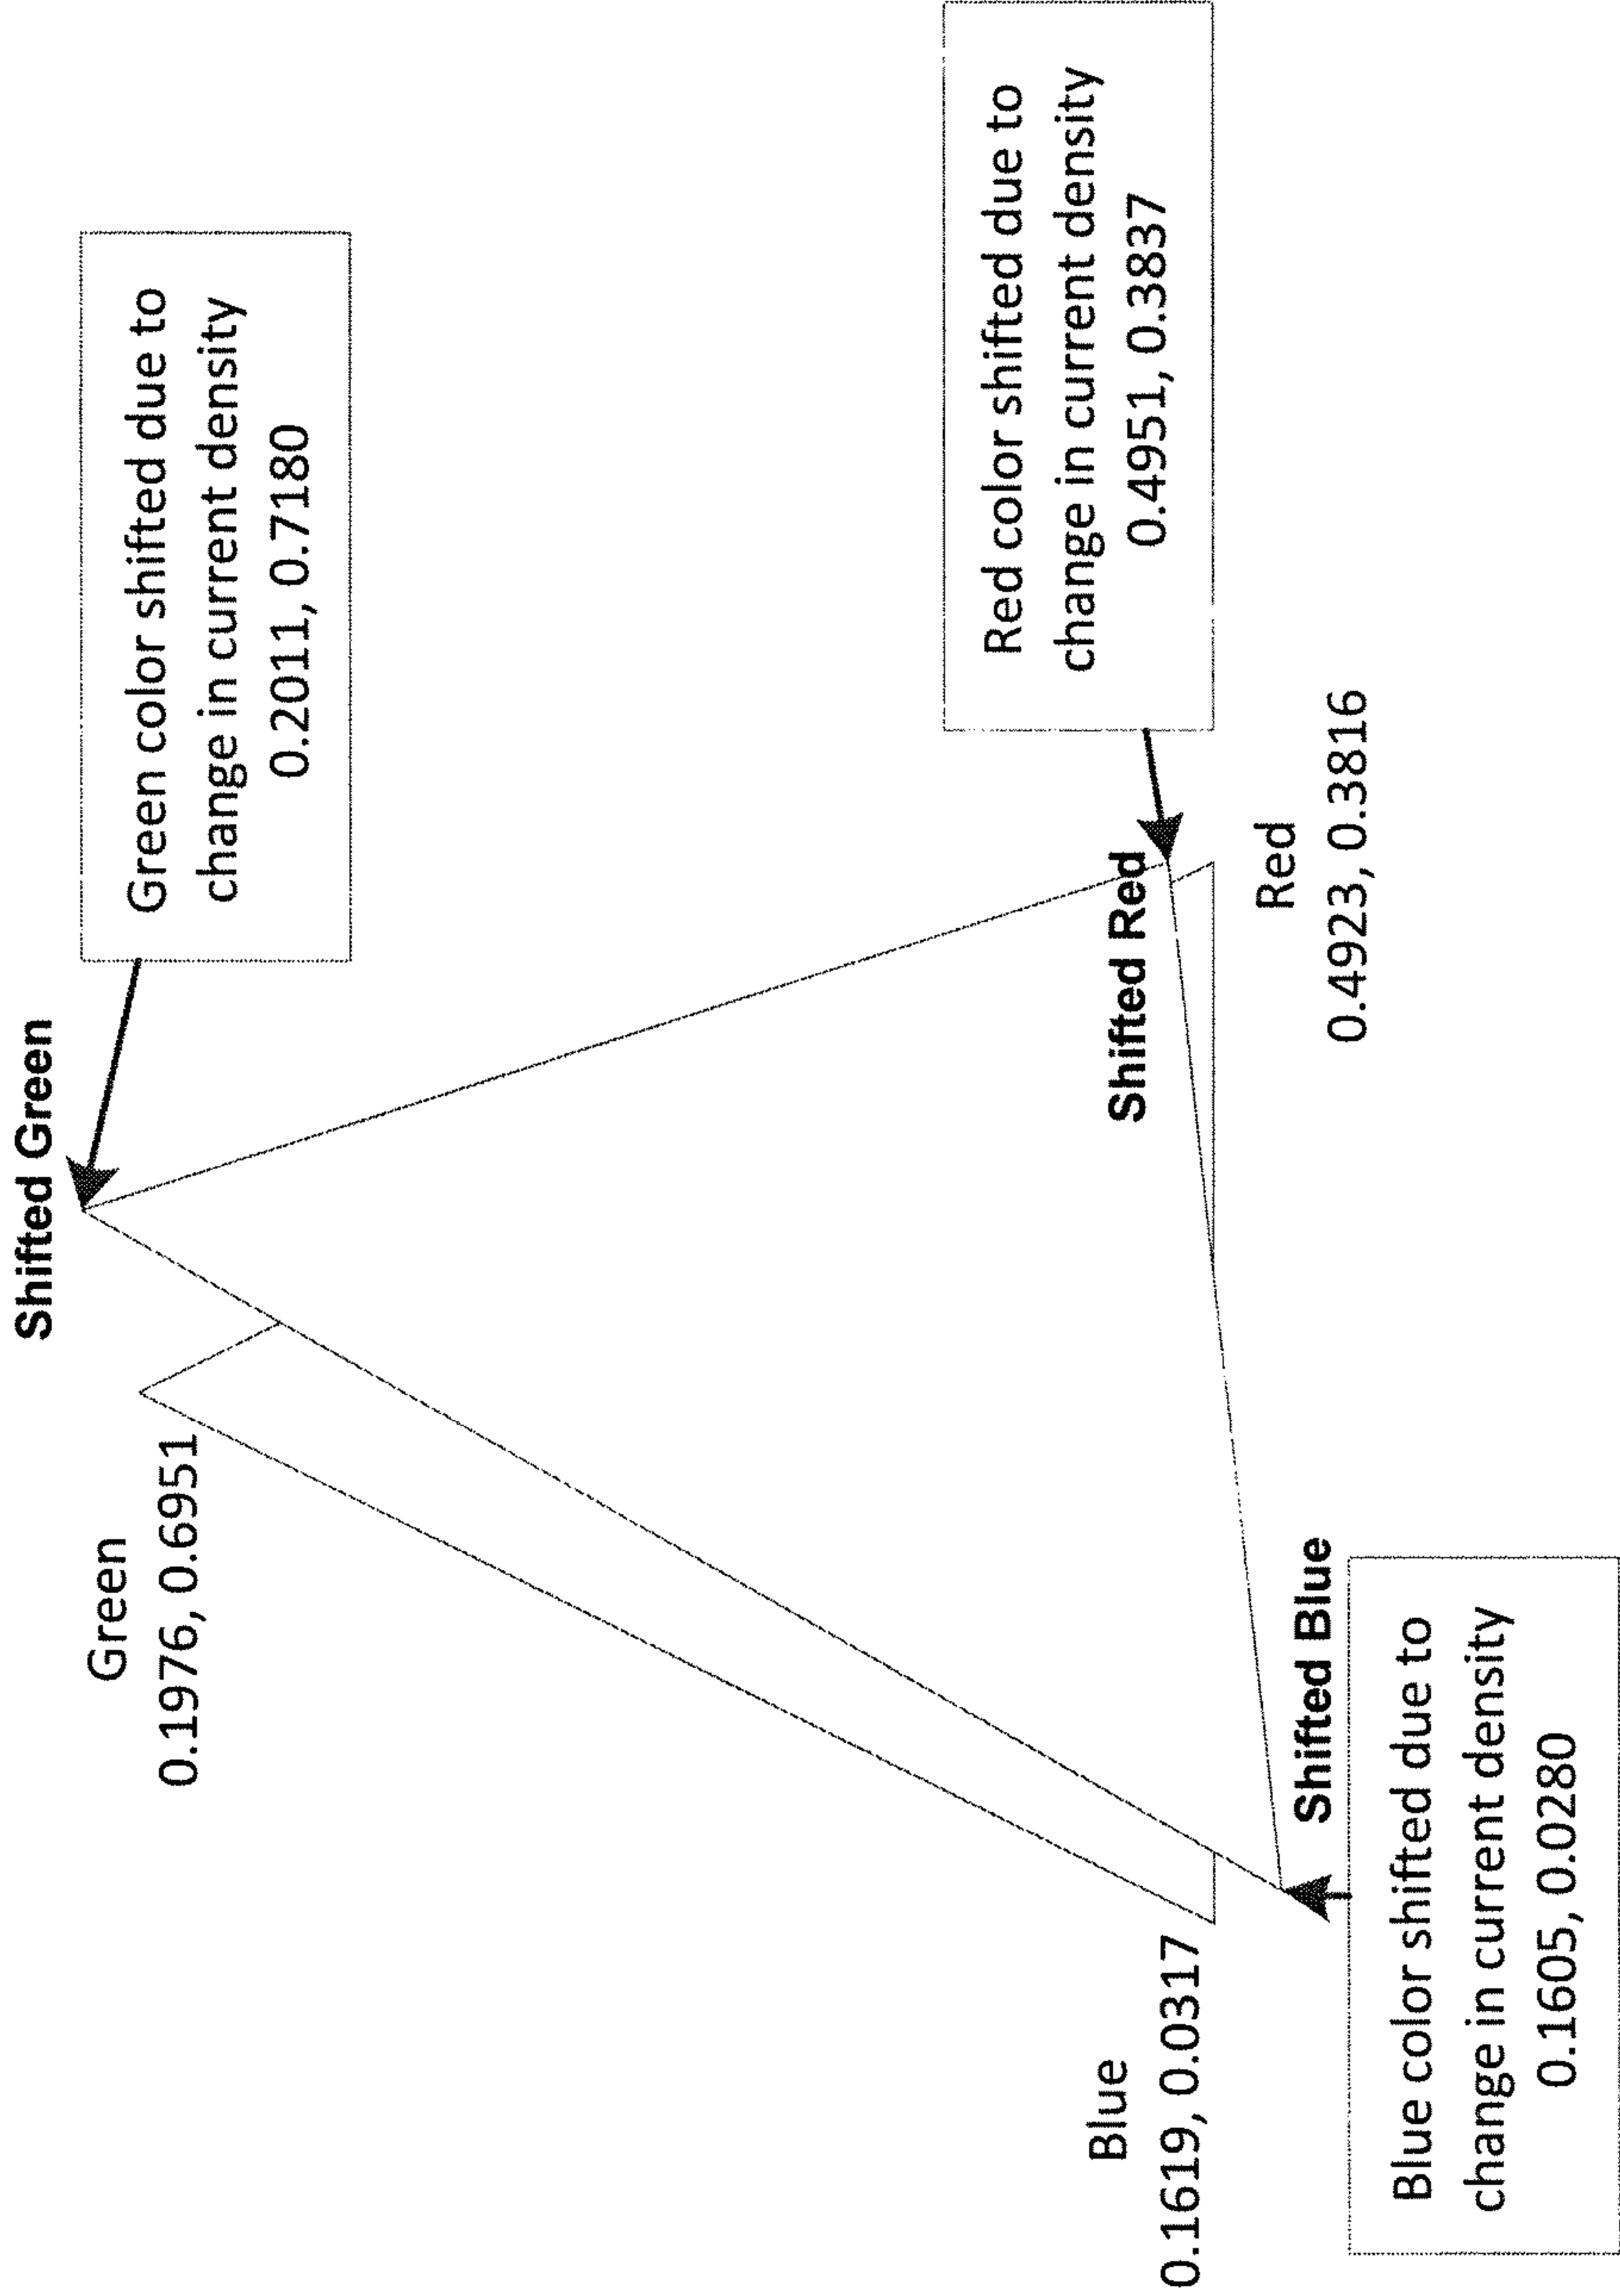 Shifted Green
Green color shifted due to
change in current density
0.2011, 0.7180
Green
0.1976, 0.6951
Red color shifted due to
change in current density
0.4951, 0.3837
Shifted Red
Red
0.4923, 0.3816
Blue
0.1619, 0.0317
Shifted Blue
Blue color shifted due to
change in current density
0.1605, 0.0280